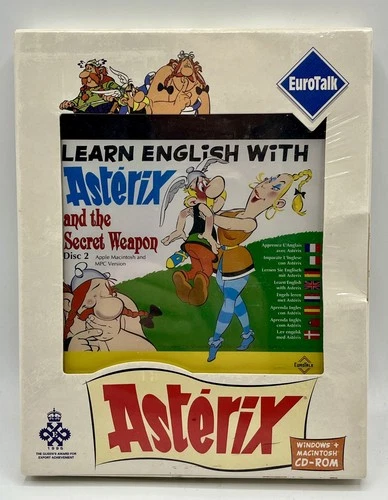 EuroTalk
LEARN ENGLISH WITH
Astérix
and the
Secret Weapon
Disc 2 Apple Macintosh and
MPC Version
Apprenez l'Anglais
avec Astérix
Imparate L'Inglese
con Asterix
Lernen Sie Englisch
mit Asterix
Learn English
with Asterix
Engels leren
met Asterix
Aprenda Inglés
con Astérix
Aprenda Inglês
com Astérix
Lær engelsk
med Asterix
EuroTalk
Astérix
1995
THE QUEEN'S AWARD FOR
EXPORT ACHIEVEMENT
WINDOWS +
MACINTOSH
CD-ROM